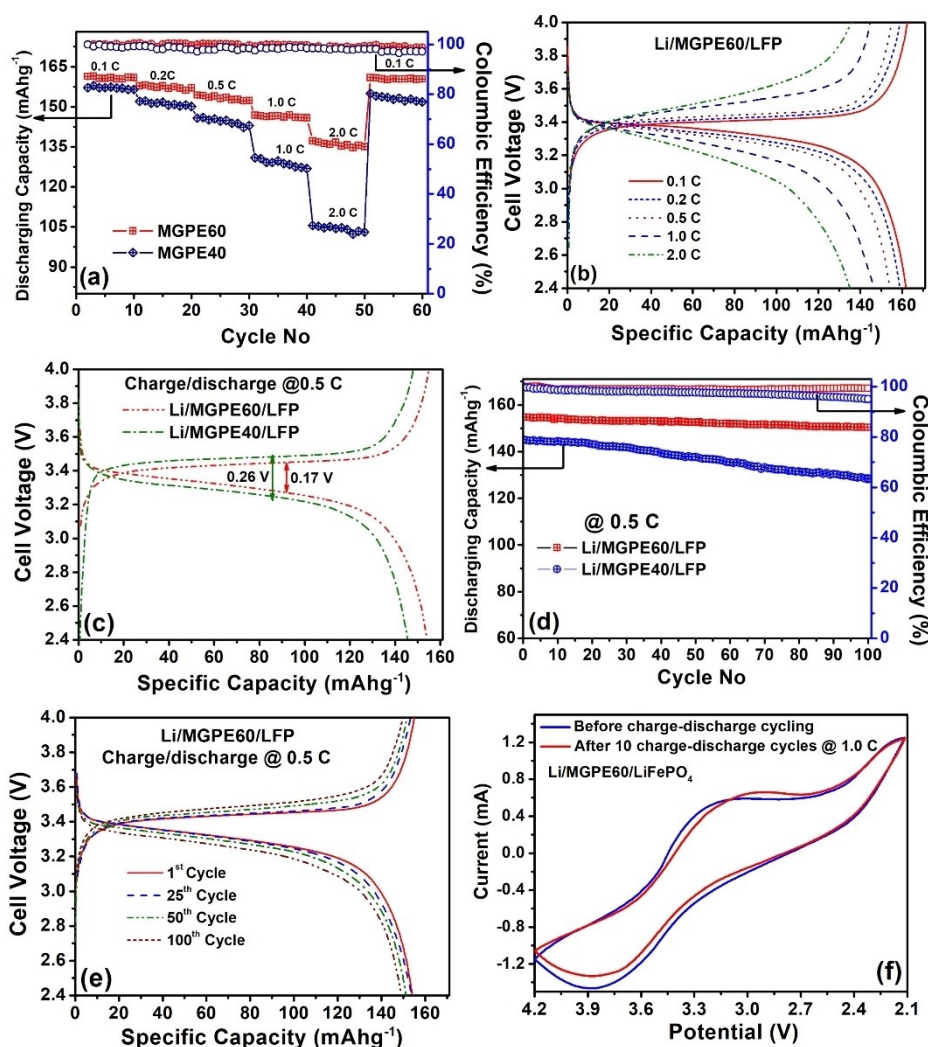 Discharging Capacity (mAhg⁻¹)
165
150
135
120
105
90
0.1 C
0.2C
0.5 C
1.0 C
1.0 C
2.0 C
2.0 C
0.1 C
MGPE60
MGPE40
(a)
0 10 20 30 40 50 60
Cycle No
100
80
60
40
20
0
Coloumbic Efficiency (%)
Cell Voltage (V)
4.0
3.8
3.6
3.4
3.2
3.0
2.8
2.6
2.4
Li/MGPE60/LFP
0.1 C
0.2 C
0.5 C
1.0 C
2.0 C
(b)
0 20 40 60 80 100 120 140 160
Specific Capacity (mAhg⁻¹)
Cell Voltage (V)
4.0
3.8
3.6
3.4
3.2
3.0
2.8
2.6
2.4
Charge/discharge @0.5 C
Li/MGPE60/LFP
Li/MGPE40/LFP
0.26 V
0.17 V
(c)
0 20 40 60 80 100 120 140 160
Specific Capacity (mAhg⁻¹)
Discharging Capacity (mAhg⁻¹)
160
140
120
100
80
60
@ 0.5 C
Li/MGPE60/LFP
Li/MGPE40/LFP
(d)
0 10 20 30 40 50 60 70 80 90 100
Cycle No
100
80
60
40
20
0
Coloumbic Efficiency (%)
Cell Voltage (V)
4.0
3.8
3.6
3.4
3.2
3.0
2.8
2.6
2.4
Li/MGPE60/LFP
Charge/discharge @ 0.5 C
1st Cycle
25th Cycle
50th Cycle
100th Cycle
(e)
0 20 40 60 80 100 120 140 160
Specific Capacity (mAhg⁻¹)
Current (mA)
1.2
0.8
0.4
0.0
-0.4
-0.8
-1.2
Before charge-discharge cycling
After 10 charge-discharge cycles @ 1.0 C
Li/MGPE60/LiFePO₄
(f)
4.2 3.9 3.6 3.3 3.0 2.7 2.4 2.1
Potential (V)